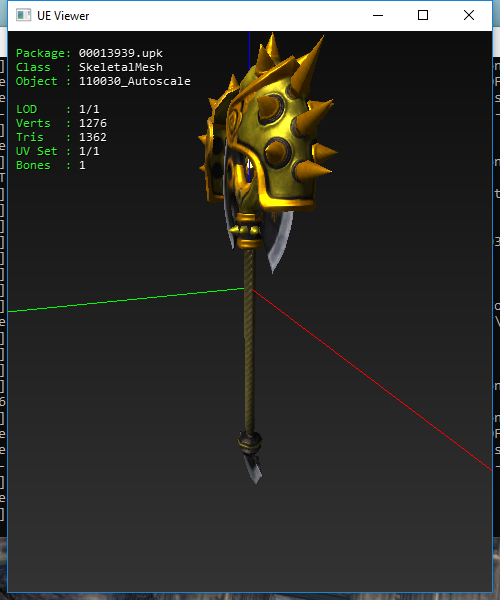 UE Viewer
Package: 00013939.upk
Class : SkeletalMesh
Object : 110030_Autoscale
LOD : 1/1
Verts : 1276
Tris : 1362
UV Set : 1/1
Bones : 1